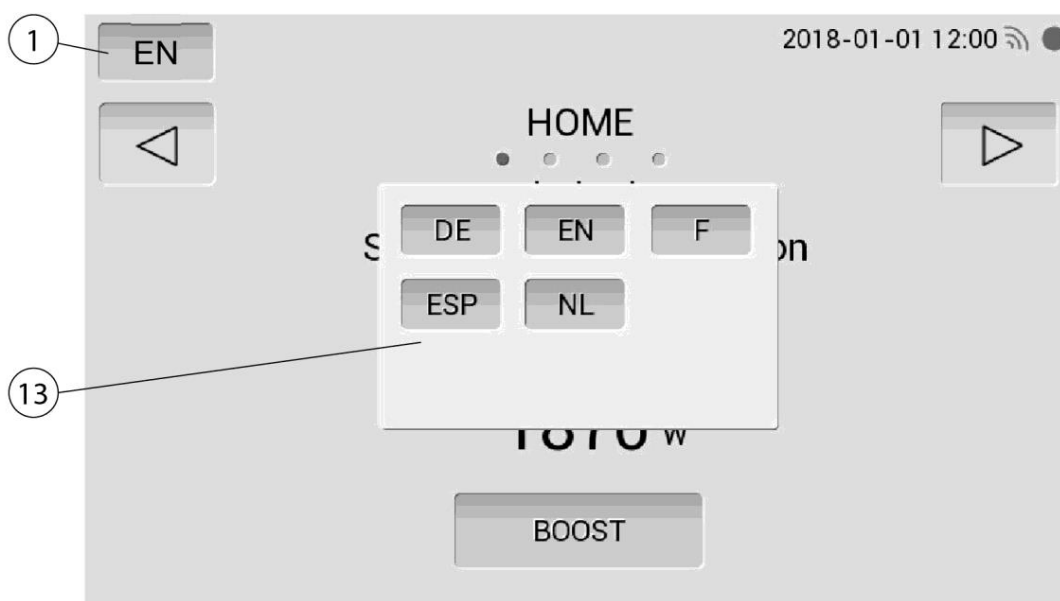 1
EN
2018-01-01 12:00
HOME
DE EN F
ESP NL
13
W
BOOST